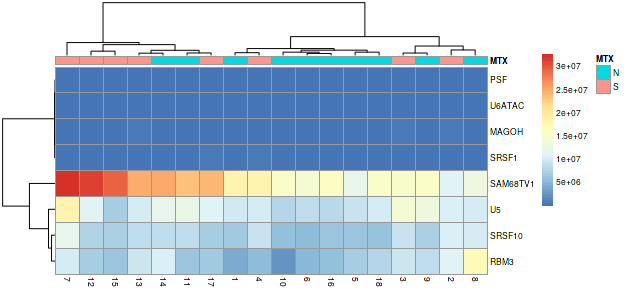 MTX
PSF
U6ATAC
MAGOH
SRSF1
SAM68TV1
U5
SRSF10
RBM3
7 12 15 13 14 11 17 1 4 10 6 16 5 18 3 9 2 8
3e+07
2.5e+07
2e+07
1.5e+07
1e+07
5e+06
MTX
N
S